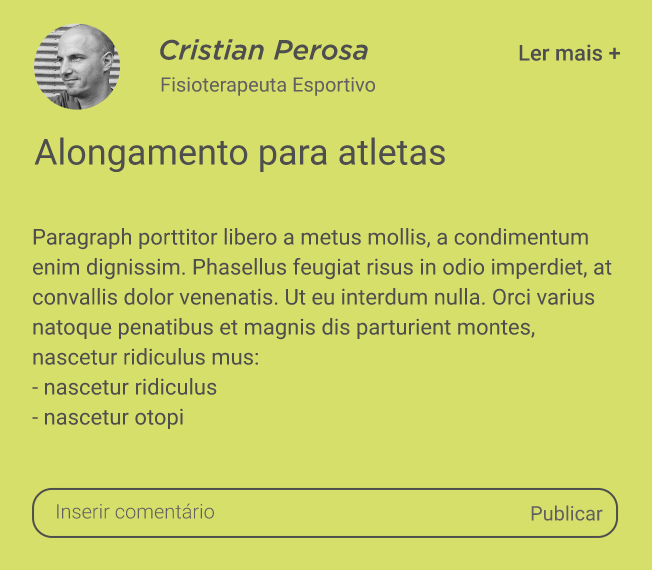 Cristian Perosa
Ler mais +
Fisioterapeuta Esportivo
Alongamento para atletas
Paragraph porttitor libero a metus mollis, a condimentum
enim dignissim. Phasellus feugiat risus in odio imperdiet, at
convallis dolor venenatis. Ut eu interdum nulla. Orci varius
natoque penatibus et magnis dis parturient montes,
nascetur ridiculus mus:
- nascetur ridiculus
- nascetur otopi
Inserir comentário
Publicar